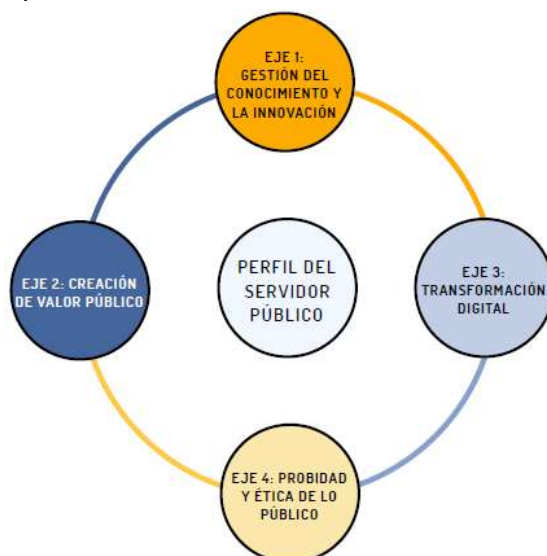 EJE 1:
GESTIÓN DEL
CONOCIMIENTO Y
LA INNOVACIÓN
EJE 2: CREACIÓN
DE VALOR PÚBLICO
PERFIL DEL
SERVIDOR
PÚBLICO
EJE 3:
TRANSFORMACIÓN
DIGITAL
EJE 4: PROBIDAD
Y ÉTICA DE LO
PÚBLICO